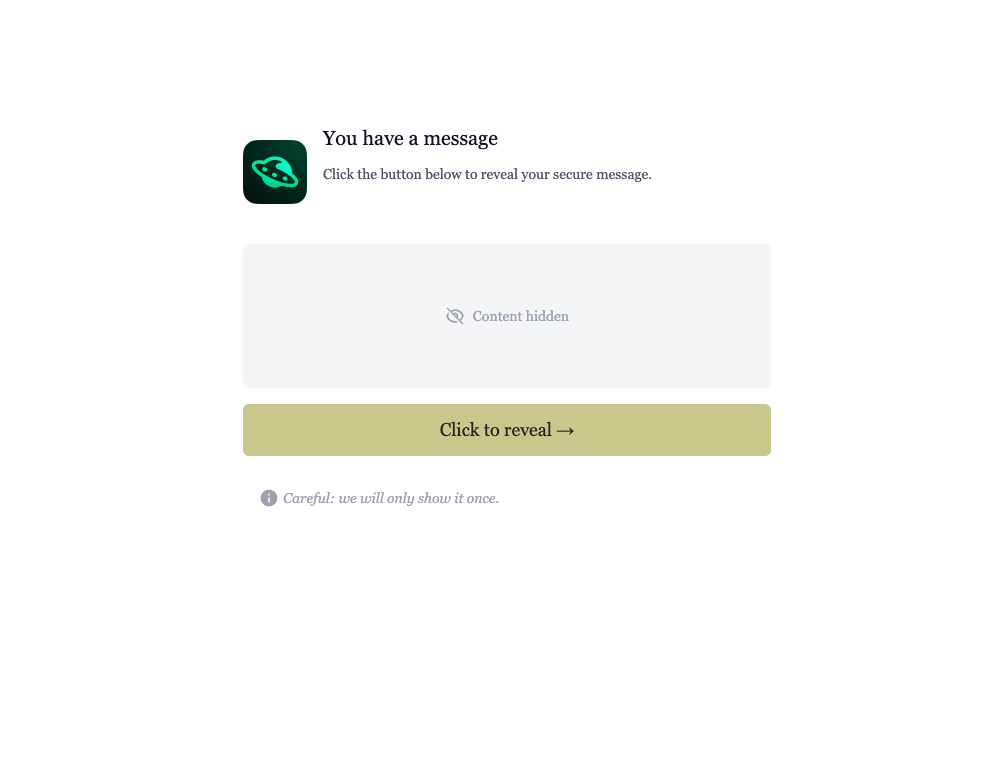 You have a message
Click the button below to reveal your secure message.
Content hidden
Click to reveal →
Careful: we will only show it once.